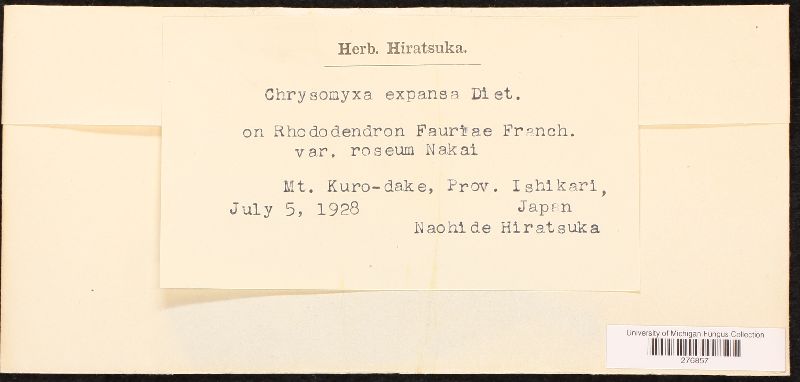 Herb. Hiratsuka.
Chrysomyxa expansa Diet.
on Rhododendron Fauriae Franch.
var. roseum Nakai
Mt. Kuro-dake, Prov. Ishikari,
July 5, 1928 Japan
Naohide Hiratsuka
University of Michigan Fungus Collection
276857